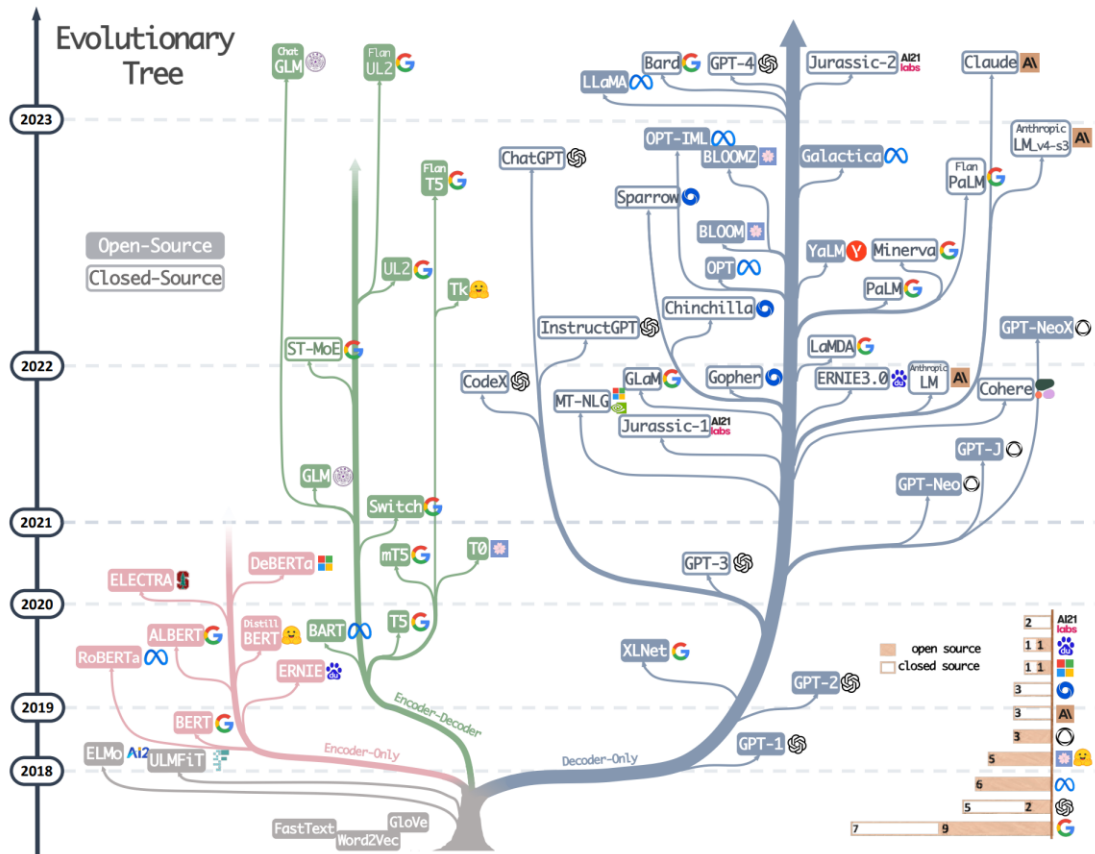 Evolutionary
Tree
2023
2022
2021
2020
2019
2018
Open-Source
Closed-Source
Chat
GLM
Flan
UL2
Flan
T5
UL2
Tk
ST-MoE
GLM
Switch
mT5
T0
BART
T5
DeBERTa
ELECTRA
ALBERT
Distill
BERT
RoBERTa
ERNIE
BERT
ELMo
Ai2
ULMFiT
FastText
Word2Vec
GloVe
Encoder-Only
Encoder-Decoder
Decoder-Only
LLaMA
Bard
GPT-4
Jurassic-2
AI21
labs
Claude
A\
ChatGPT
OPT-IML
BLOOMZ
Galactica
Anthropic
LM_v4-s3
A\
Flan
PaLM
Sparrow
BLOOM
YaLM
Y
Minerva
OPT
PaLM
Chinchilla
InstructGPT
LaMDA
GPT-NeoX
CodeX
GLaM
Gopher
ERNIE3.0
du
Anthropic
LM
A\
Cohere
MT-NLG
Jurassic-1
AI21
labs
GPT-J
GPT-Neo
GPT-3
XLNet
GPT-2
GPT-1
open source
closed source
2
AI21
labs
1 1
du
1 1
3
3
A\
3
5
6
5 2
7 9